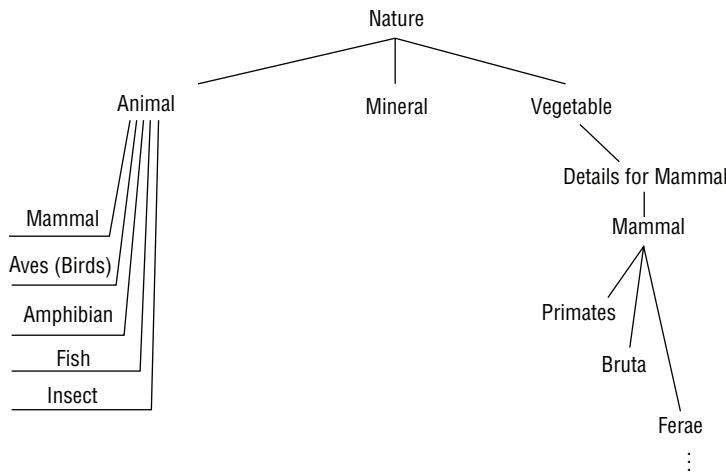 Nature
Animal
Mineral
Vegetable
Details for Mammal
Mammal
Mammal
Aves (Birds)
Amphibian
Fish
Insect
Primates
Bruta
Ferae
⋮